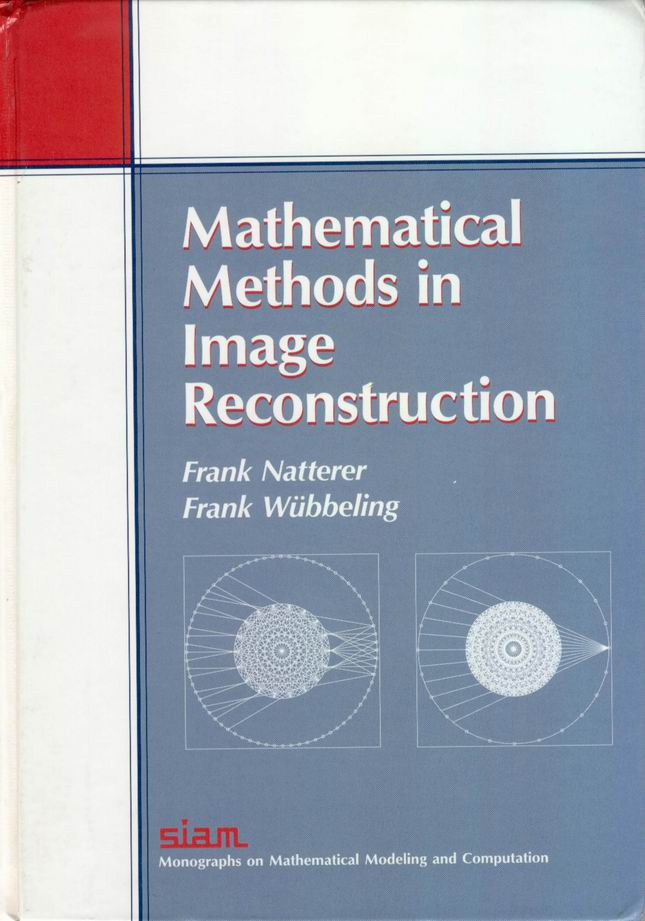 Mathematical
Methods in
Image
Reconstruction
Frank Natterer
Frank Wübbeling
siam
Monographs on Mathematical Modeling and Computation